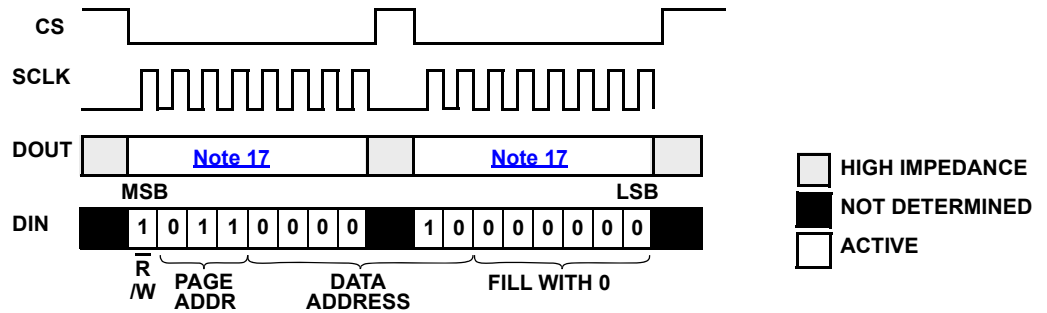 CS
SCLK
DOUT
Note 17
Note 17
MSB
LSB
DIN
1 0 1 1 0 0 0 0
1 0 0 0 0 0 0 0
R
/W
PAGE
ADDR
DATA
ADDRESS
FILL WITH 0
HIGH IMPEDANCE
NOT DETERMINED
ACTIVE